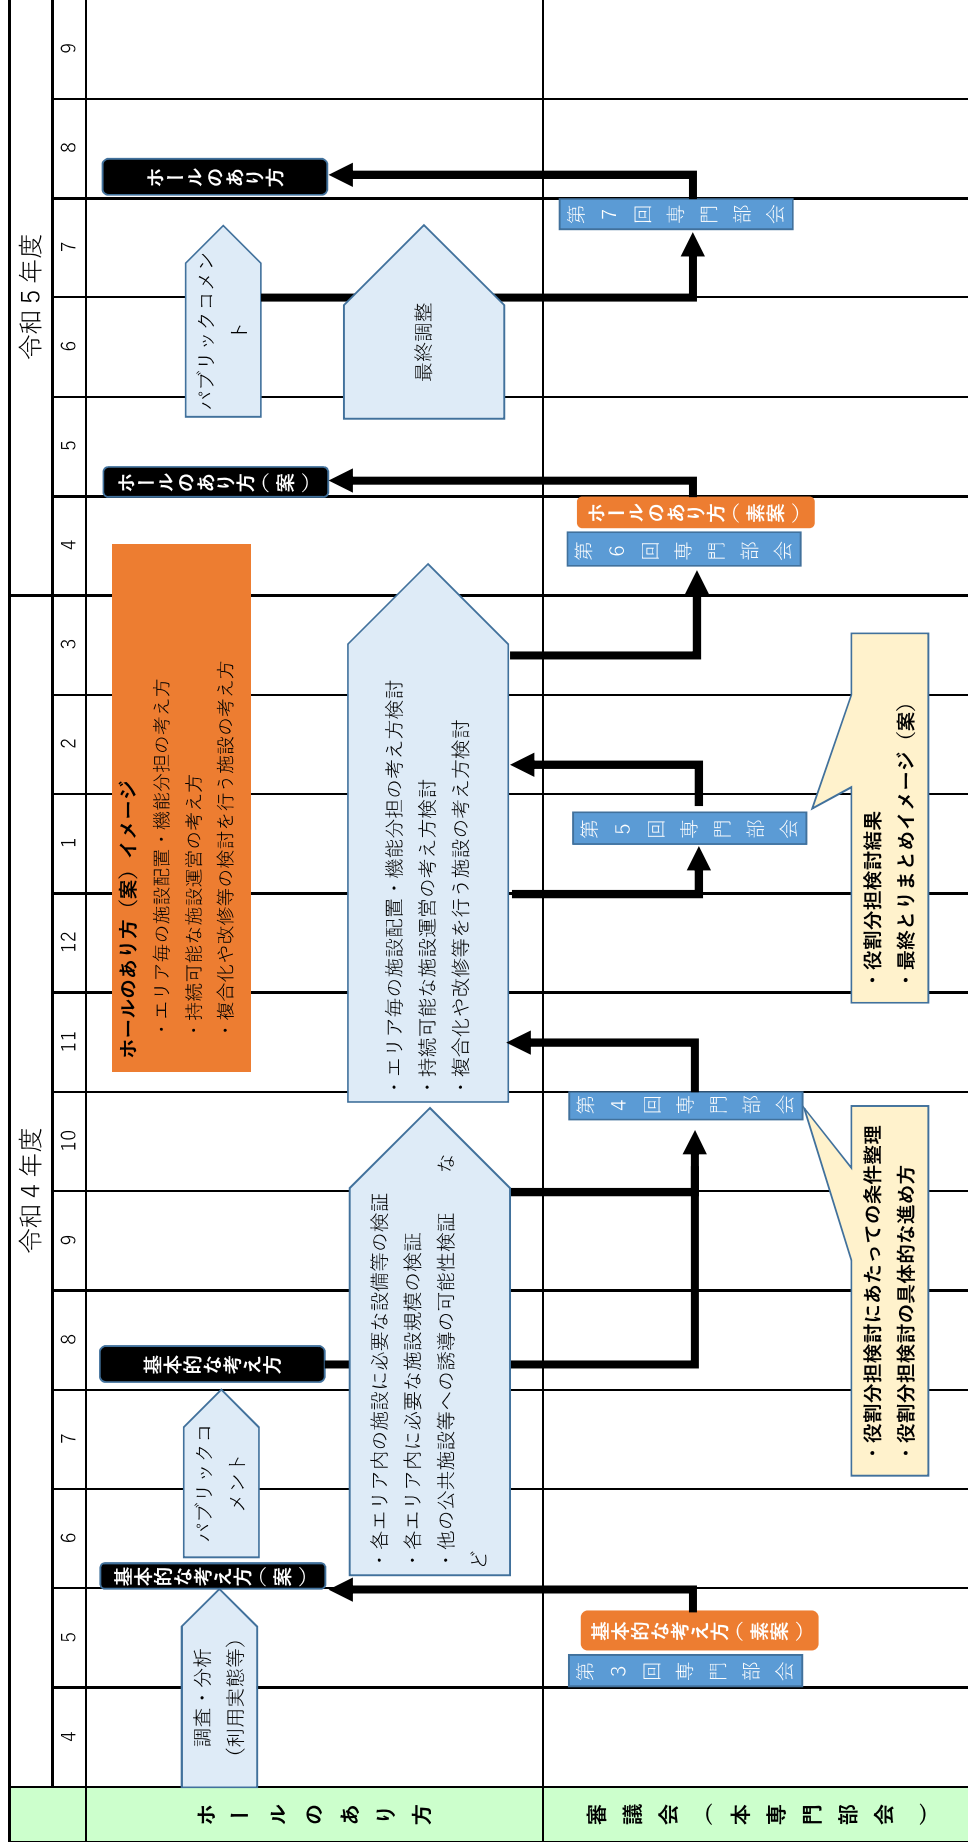 令和４年度
令和５年度
4
5
6
7
8
9
10
11
12
1
2
3
4
5
6
7
8
9
ホールのあり方
調査・分析
（利用実態等）
基本的な考え方（案）
パブリックコ
メント
基本的な考え方
・各エリア内の施設に必要な設備等の検証
・各エリア内に必要な施設規模の検証
・他の公共施設等への誘導の可能性検証　　な
ど
ホールのあり方（案）イメージ
・エリア毎の施設配置・機能分担の考え方
・持続可能な施設運営の考え方
・複合化や改修等の検討を行う施設の考え方
・エリア毎の施設配置・機能分担の考え方検討
・持続可能な施設運営の考え方検討
・複合化や改修等を行う施設の考え方検討
ホールのあり方（案）
パブリックコメン
ト
最終調整
ホールのあり方
審議会（本専門部会）
第３回専門部会
基本的な考え方（素案）
第４回専門部会
・役割分担検討にあたっての条件整理
・役割分担検討の具体的な進め方
第５回専門部会
・役割分担検討結果
・最終とりまとめイメージ（案）
第６回専門部会
ホールのあり方（素案）
第７回専門部会